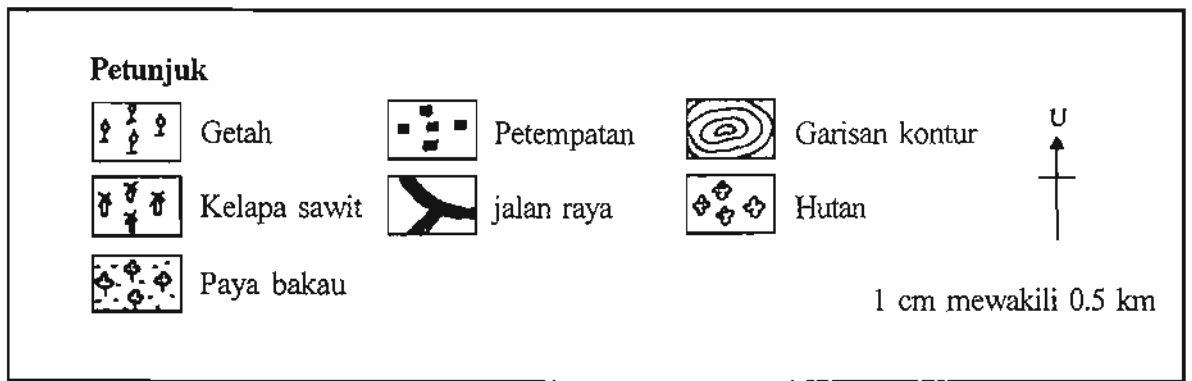 Petunjuk
Getah
Petempatan
Garisan kontur
U
Kelapa sawit
jalan raya
Hutan
Paya bakau
1 cm mewakili 0.5 km